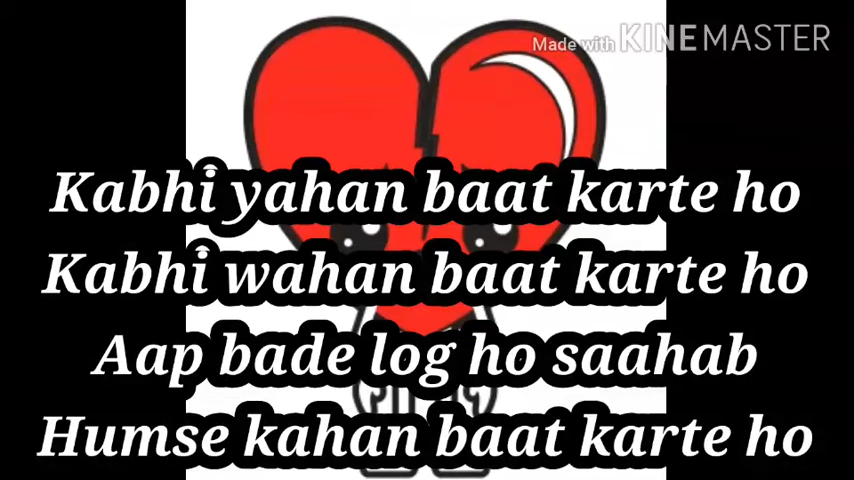 Made with KINEMASTER
Kabhi yahan baat karte ho
Kabhi wahan baat karte ho
Aap bade log ho saahab
Humse kahan baat karte ho